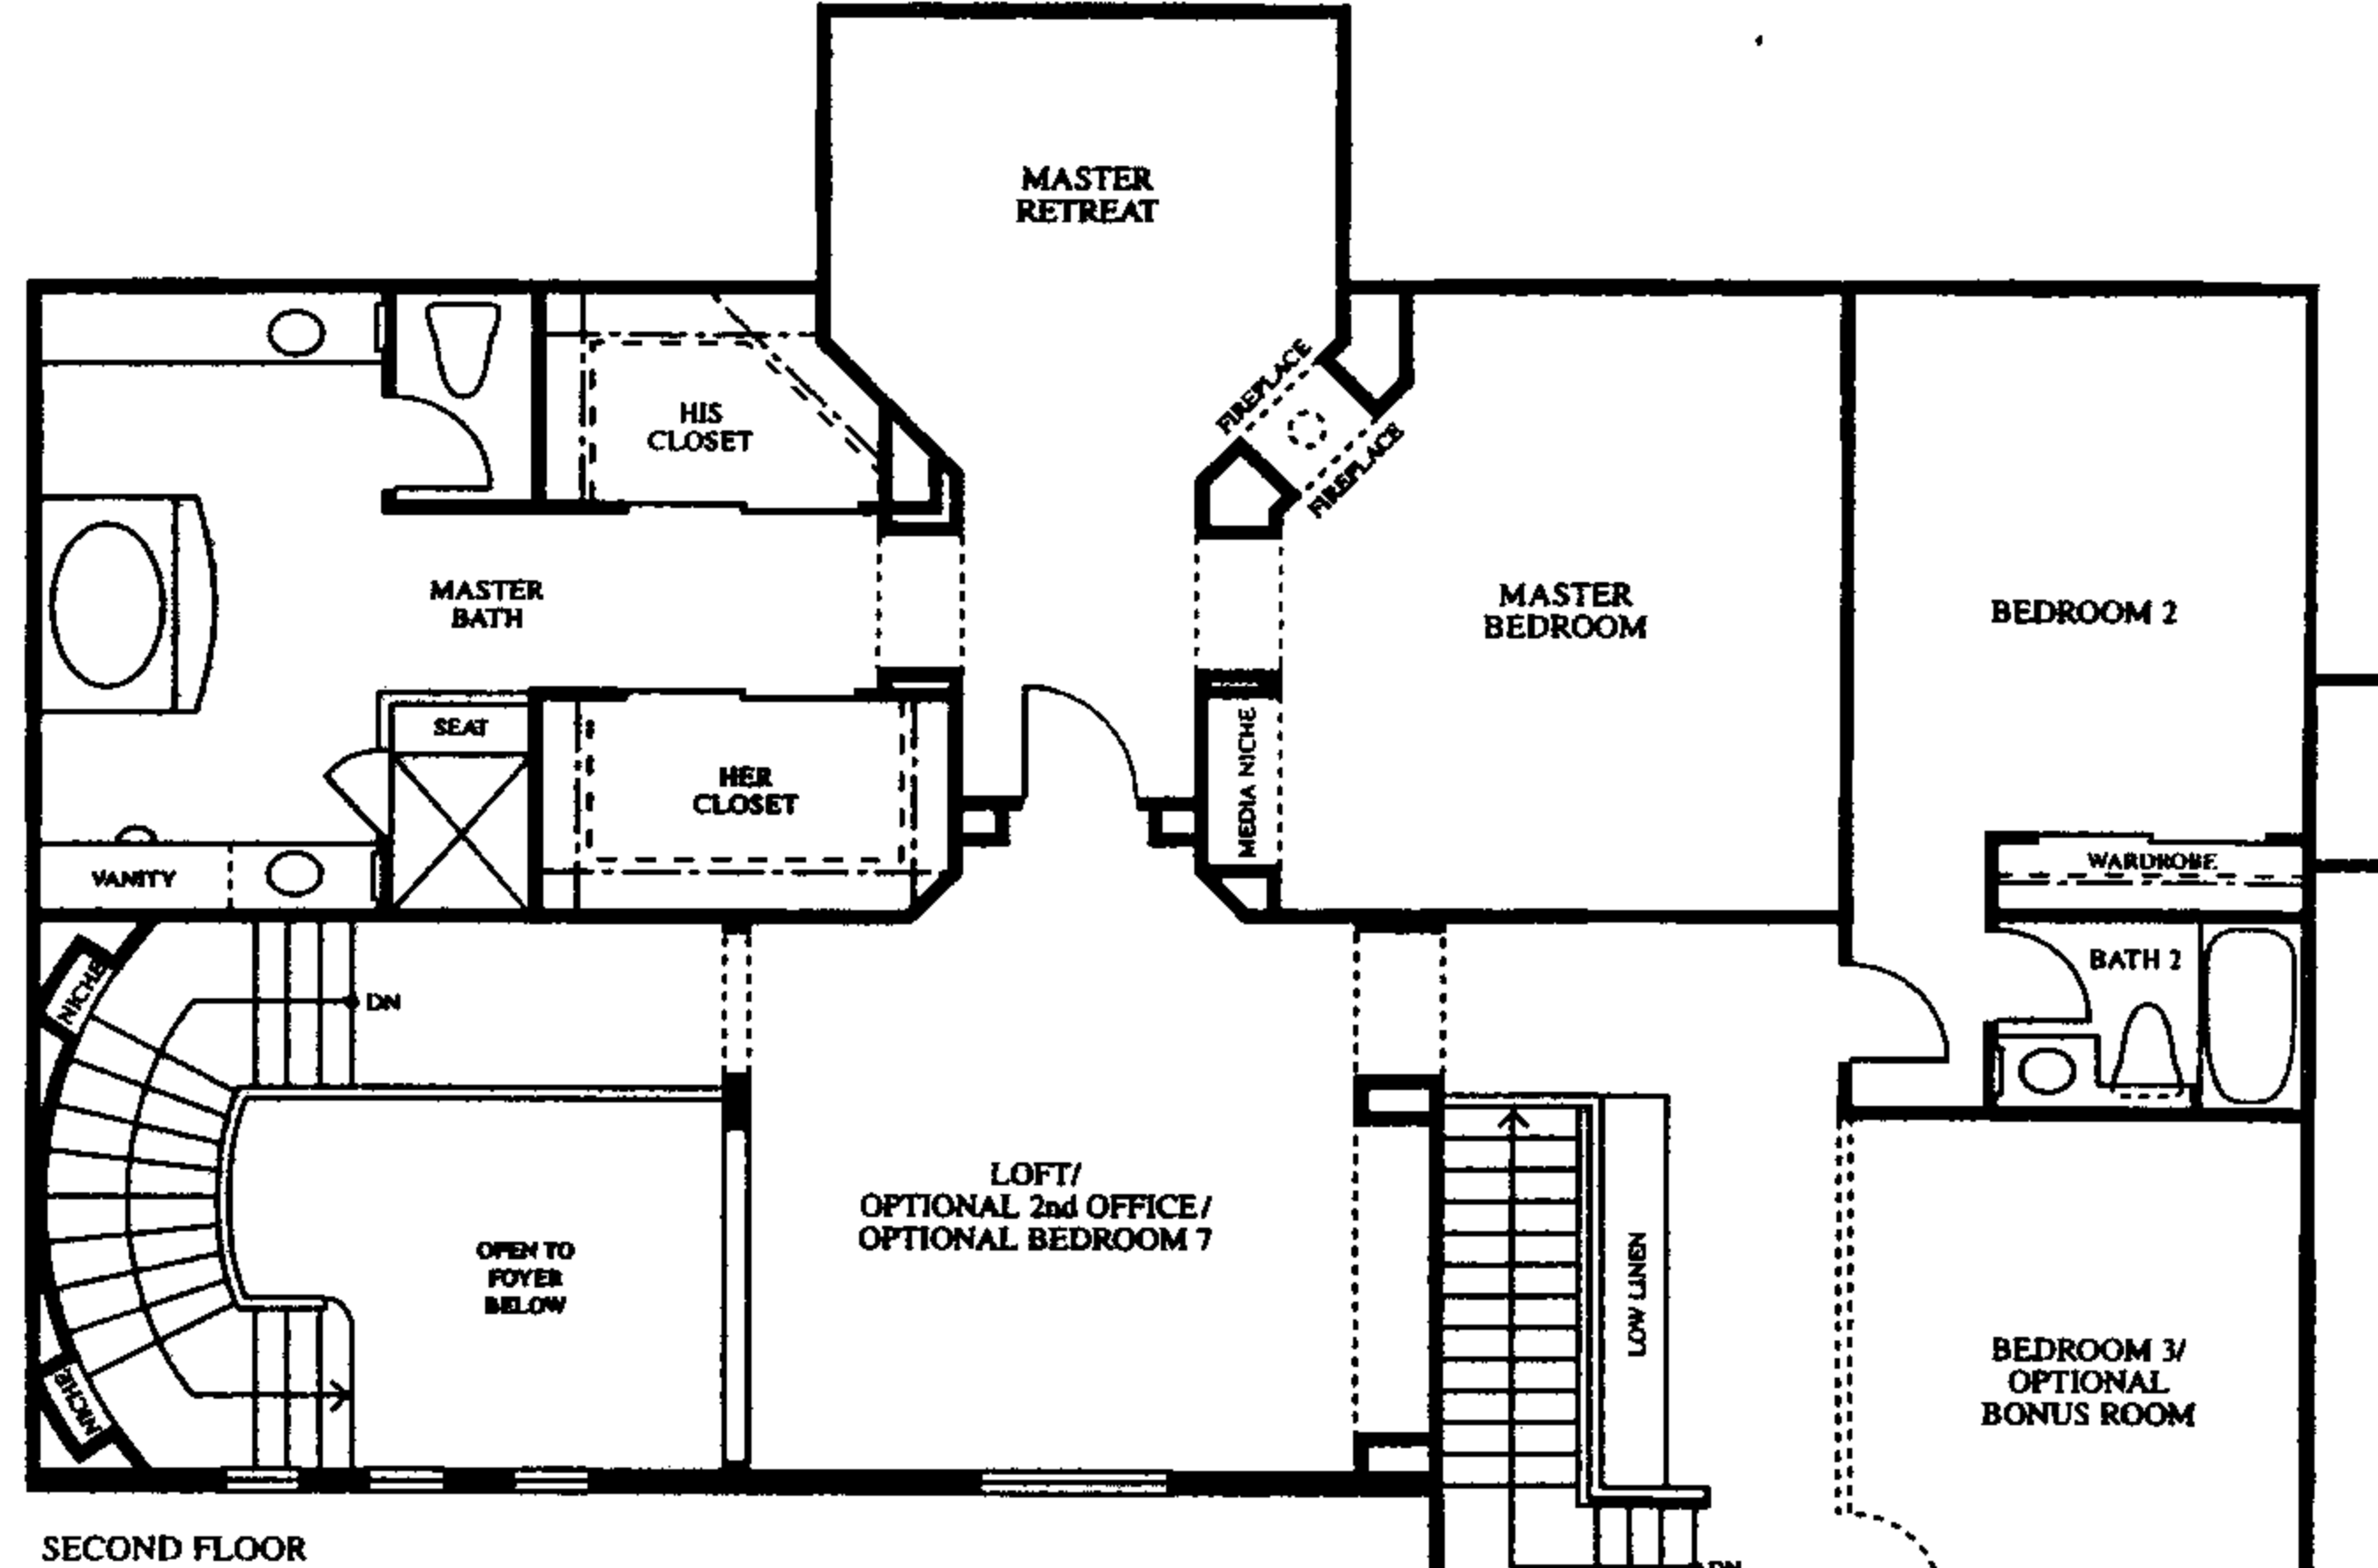 MASTER
RETREAT
FIREPLACE
FIREPLACE
HIS
CLOSET
MASTER
BATH
MASTER
BEDROOM
BEDROOM 2
SEAT
HER
CLOSET
MEDIA NICHE
VANITY
WARDROBE
BATH 2
NICHE
DN
LOFT/
OPTIONAL 2nd OFFICE/
OPTIONAL BEDROOM 7
OPEN TO
FOYER
BELOW
LOW LINEN
BEDROOM 3/
OPTIONAL
BONUS ROOM
NICHE
SECOND FLOOR
DN